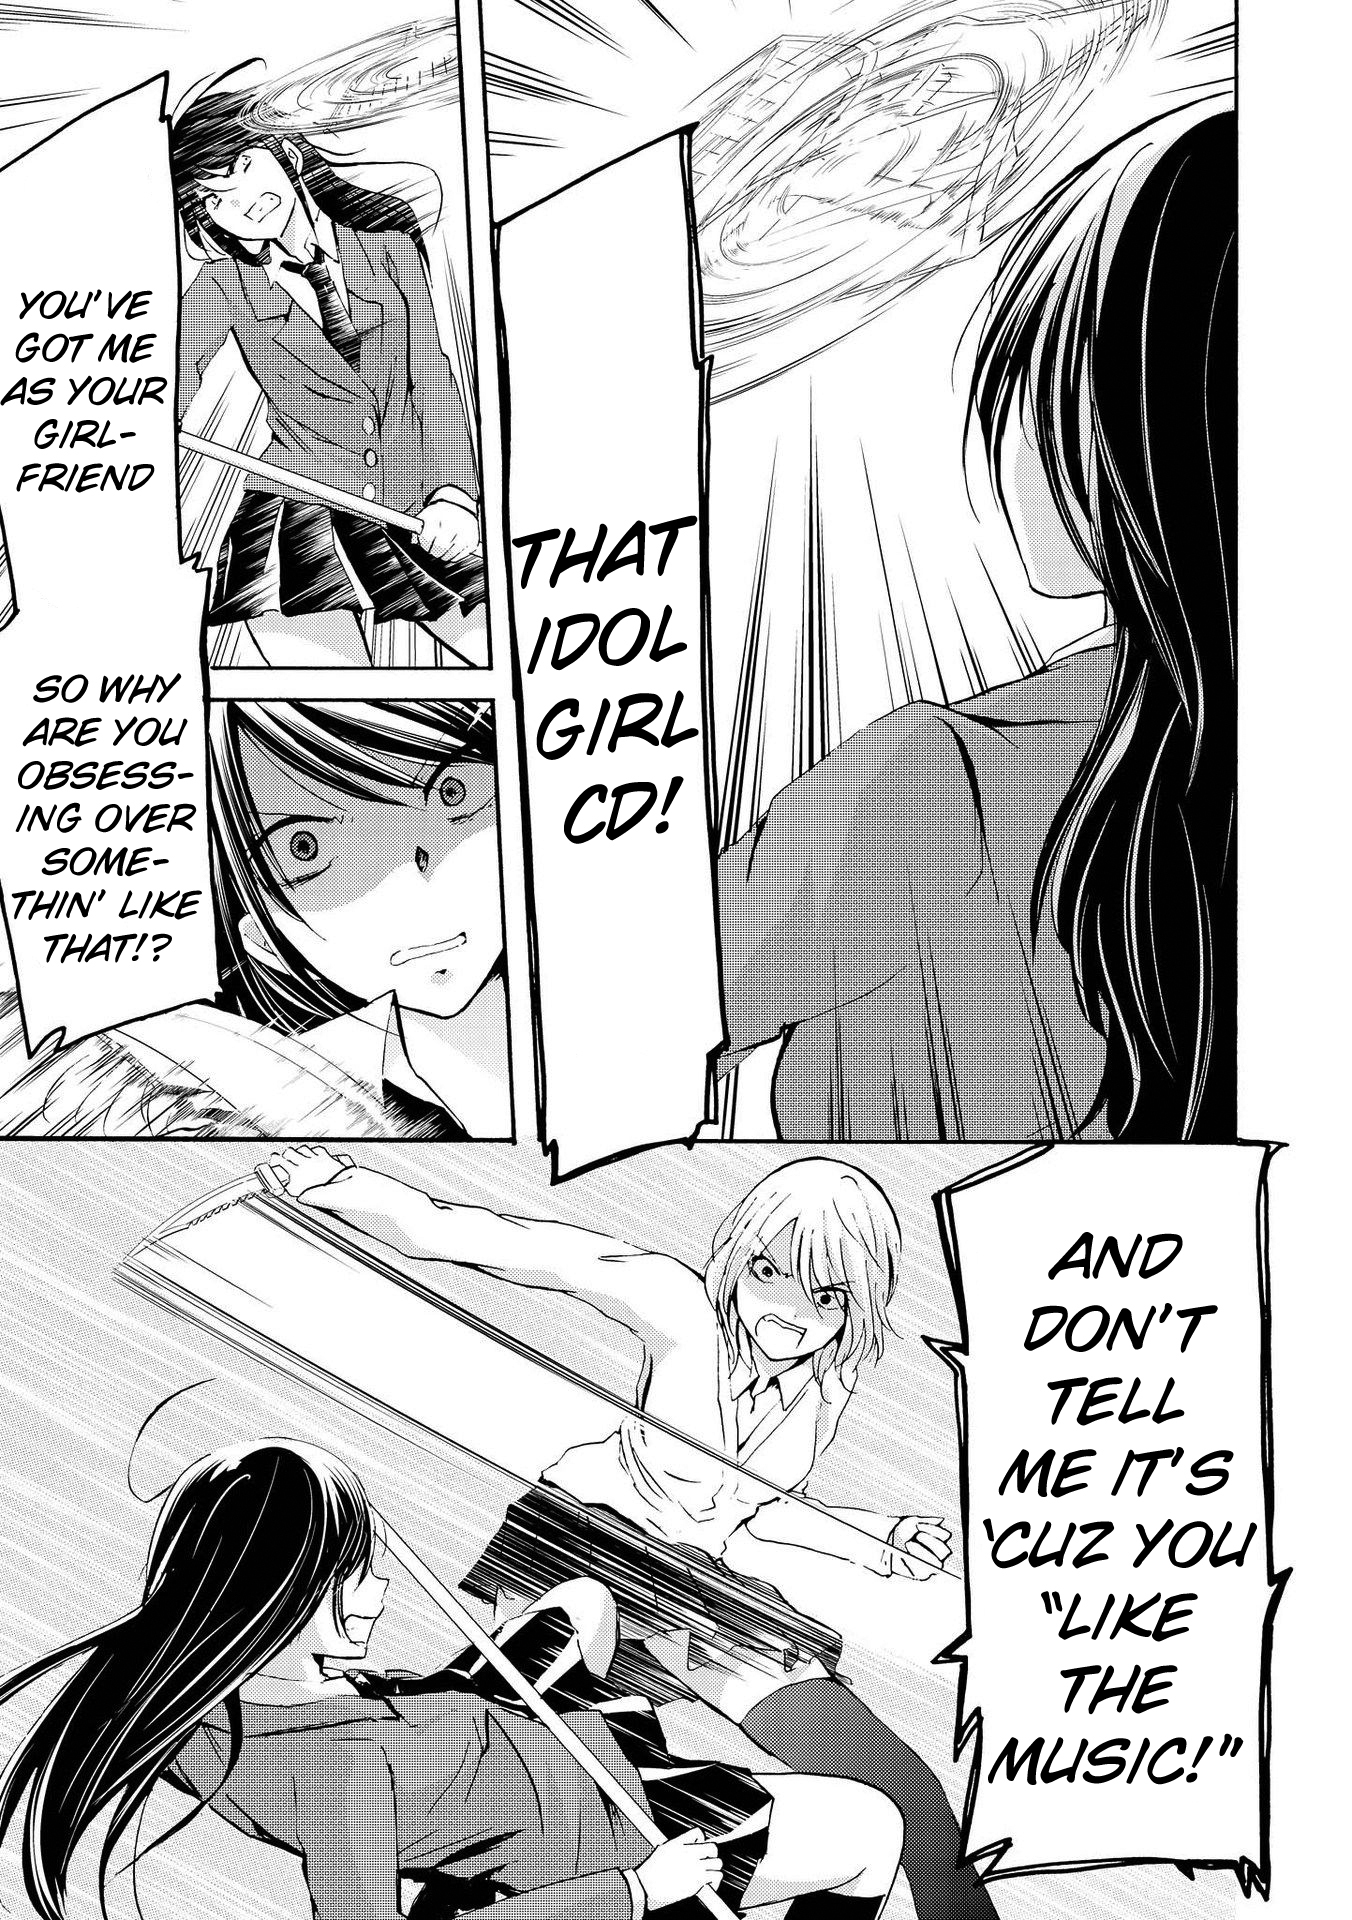 THAT
IDOL
GIRL
CD!
YOU'VE
GOT ME
AS YOUR
GIRL-
FRIEND
SO WHY
ARE YOU
OBSESS-
ING OVER
SOME-
THIN' LIKE
THAT!?
AND
DON'T
TELL
ME IT'S
'CUZ YOU
"LIKE
THE
MUSIC!"